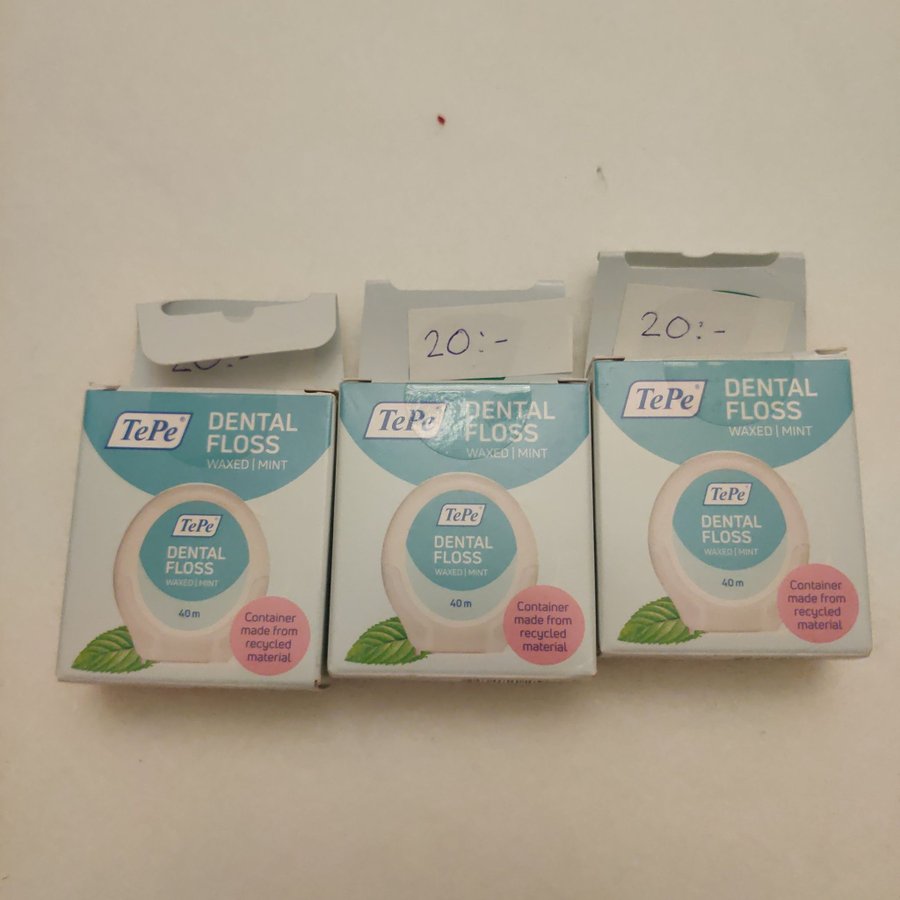 20:-
20:-
20:-
TePe®
DENTAL
FLOSS
WAXED | MINT
TePe
DENTAL
FLOSS
WAXED | MINT
40 m
Container
made from
recycled
material
TePe
DENTAL
FLOSS
WAXED | MINT
TePe
DENTAL
FLOSS
WAXED | MINT
40 m
Container
made from
recycled
material
TePe®
DENTAL
FLOSS
WAXED | MINT
TePe
DENTAL
FLOSS
WAXED | MINT
40 m
Container
made from
recycled
material